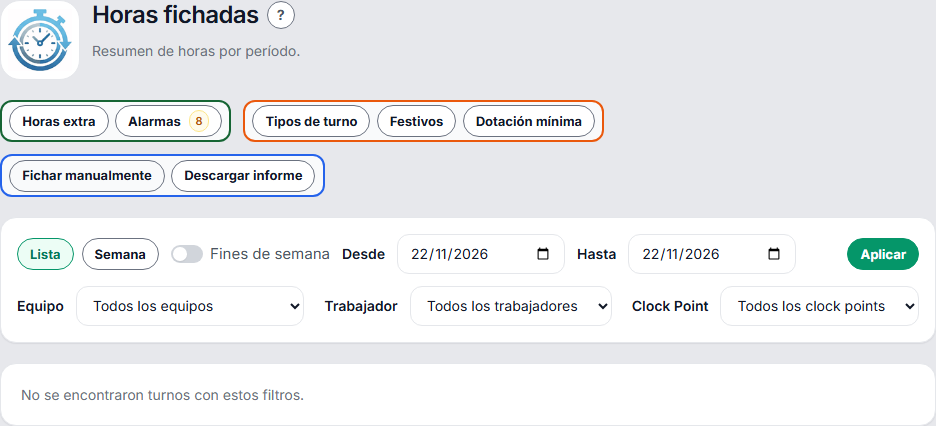 Horas fichadas ?
Resumen de horas por período.
Horas extra Alarmas 8 Tipos de turno Festivos Dotación mínima
Fichar manualmente Descargar informe
Lista Semana Fines de semana Desde 22/11/2026 Hasta 22/11/2026 Aplicar
Equipo Todos los equipos Trabajador Todos los trabajadores Clock Point Todos los clock points
No se encontraron turnos con estos filtros.